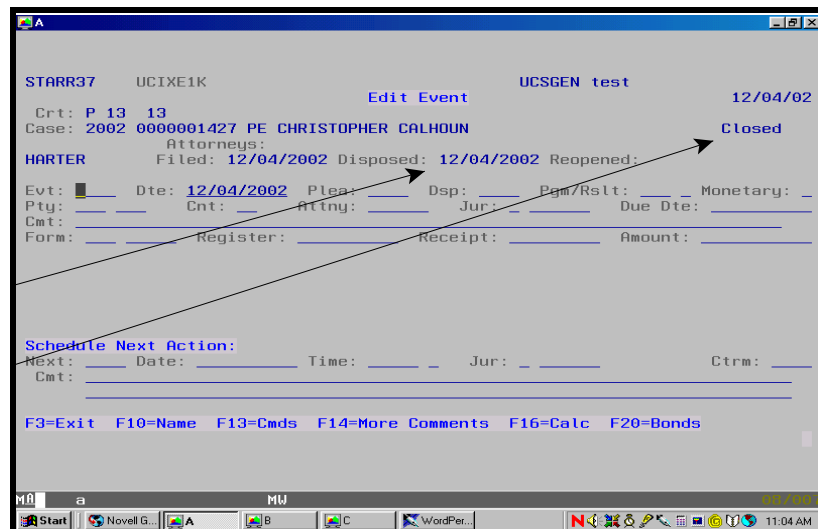 A
STARR37 UCIXE1K UCSGEN test
Edit Event 12/04/02
Crt: P 13 13
Case: 2002 0000001427 PE CHRISTOPHER CALHOUN Closed
Attorneys:
HARTER Filed: 12/04/2002 Disposed: 12/04/2002 Reopened:
Evt: Dte: 12/04/2002 Plea: Dsp: Pgm/Rslt: Monetary:
Pty: Cnt: Attny: Jur: Due Dte:
Cmt:
Form: Register: Receipt: Amount:
Schedule Next Action:
Next: Date: Time: Jur: Ctrm:
Cmt:
F3=Exit F10=Name F13=Cmds F14=More Comments F16=Calc F20=Bonds
MA a MW 08/007
Start Novell G... A B C WordPer... 11:04 AM